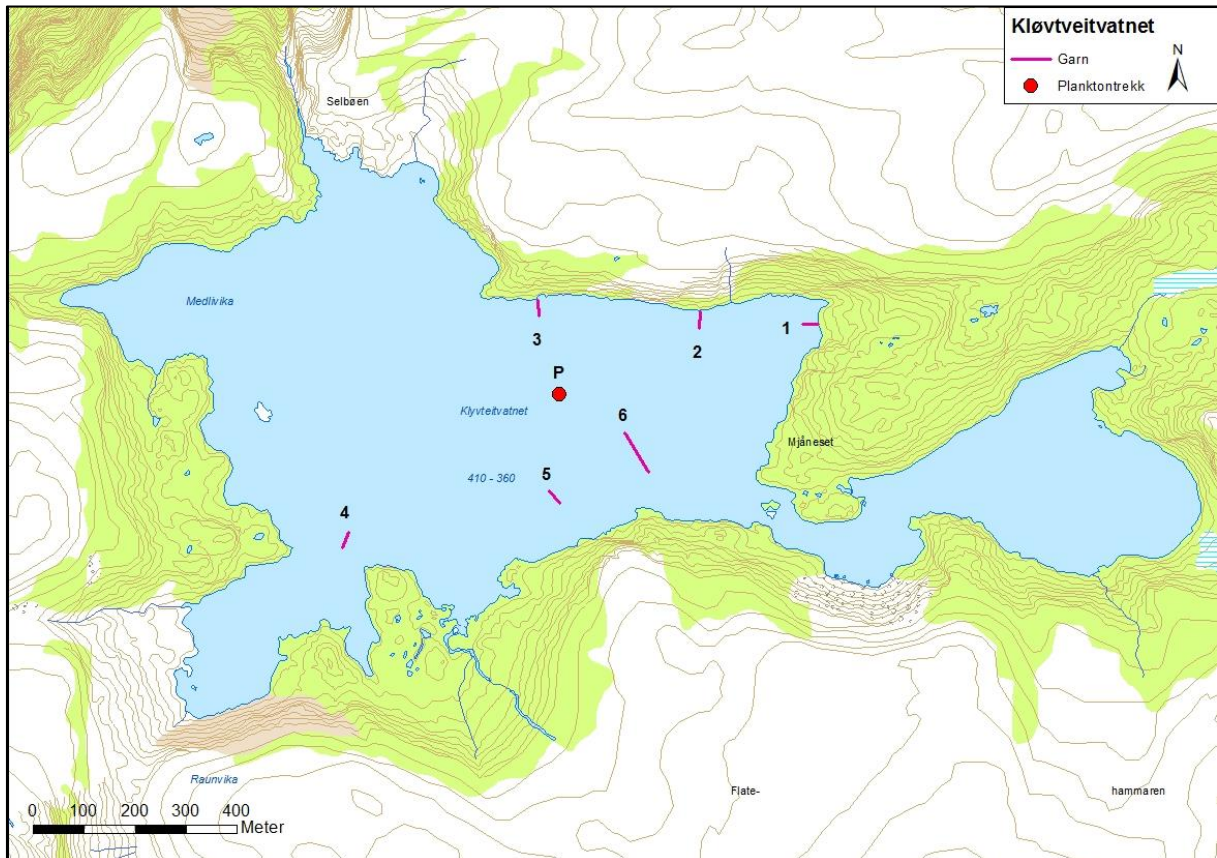 Kløvtveitvatnet
Garn
N
Planktontrekk
Selbøen
Medlivika
1
3
2
P
Klyvteitvatnet
6
Mjåneset
410 - 360
5
4
Raunvika
Flate-
hammaren
0 100 200 300 400
Meter